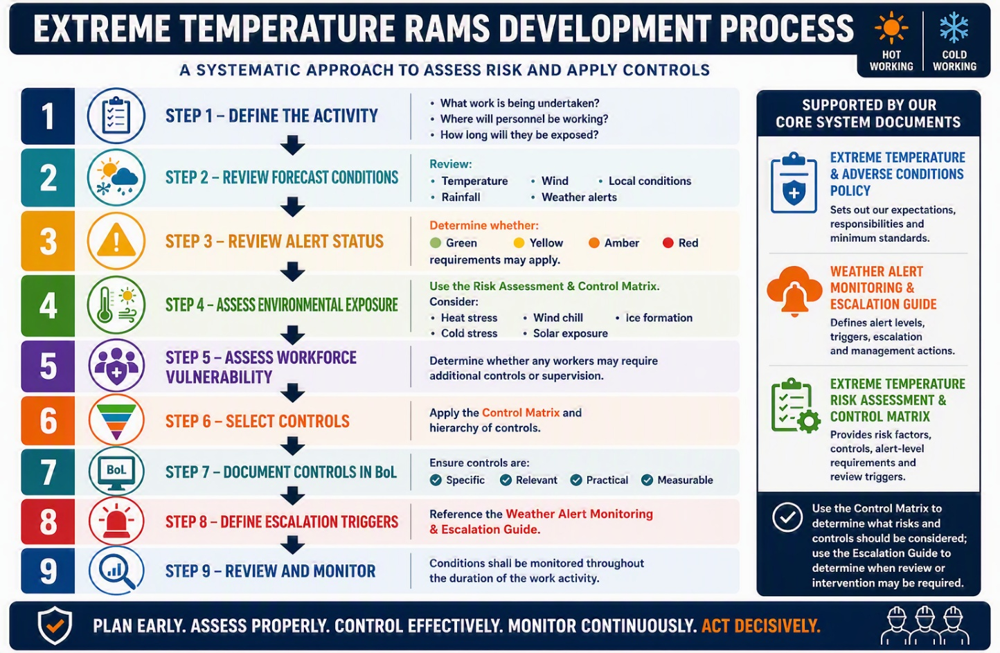 EXTREME TEMPERATURE RAMS DEVELOPMENT PROCESS
HOT
WORKING
COLD
WORKING
A SYSTEMATIC APPROACH TO ASSESS RISK AND APPLY CONTROLS
1
STEP 1 – DEFINE THE ACTIVITY
• What work is being undertaken?
• Where will personnel be working?
• How long will they be exposed?
2
STEP 2 – REVIEW FORECAST CONDITIONS
Review:
• Temperature • Wind • Local conditions
• Rainfall • Weather alerts
3
STEP 3 – REVIEW ALERT STATUS
Determine whether:
Green Yellow Amber Red
requirements may apply.
4
STEP 4 – ASSESS ENVIRONMENTAL EXPOSURE
Use the Risk Assessment & Control Matrix.
Consider:
• Heat stress • Wind chill • Ice formation
• Cold stress • Solar exposure
5
STEP 5 – ASSESS WORKFORCE
VULNERABILITY
Determine whether any workers may require
additional controls or supervision.
6
STEP 6 – SELECT CONTROLS
Apply the Control Matrix and
hierarchy of controls.
7
BoL
STEP 7 – DOCUMENT CONTROLS IN BoL
Ensure controls are:
Specific Relevant Practical Measurable
8
STEP 8 – DEFINE ESCALATION TRIGGERS
Reference the Weather Alert Monitoring
& Escalation Guide.
9
STEP 9 – REVIEW AND MONITOR
Conditions shall be monitored throughout
the duration of the work activity.
SUPPORTED BY OUR
CORE SYSTEM DOCUMENTS
EXTREME TEMPERATURE
& ADVERSE CONDITIONS
POLICY
Sets out our expectations,
responsibilities and
minimum standards.
WEATHER ALERT
MONITORING &
ESCALATION GUIDE
Defines alert levels,
triggers, escalation
and management actions.
EXTREME TEMPERATURE
RISK ASSESSMENT &
CONTROL MATRIX
Provides risk factors,
controls, alert-level
requirements and
review triggers.
Use the Control Matrix to
determine what risks and
controls should be considered;
use the Escalation Guide to
determine when review or
intervention may be required.
PLAN EARLY. ASSESS PROPERLY. CONTROL EFFECTIVELY. MONITOR CONTINUOUSLY. ACT DECISIVELY.